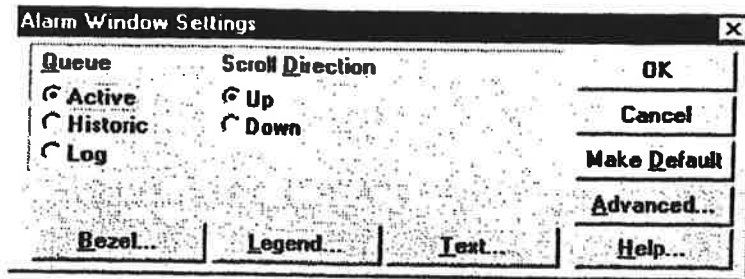 Alarm Window Settings
Queue
Active
Historic
Log
Scroll Direction
Up
Down
OK
Cancel
Make Default
Advanced...
Help...
Bezel...
Legend...
Text...